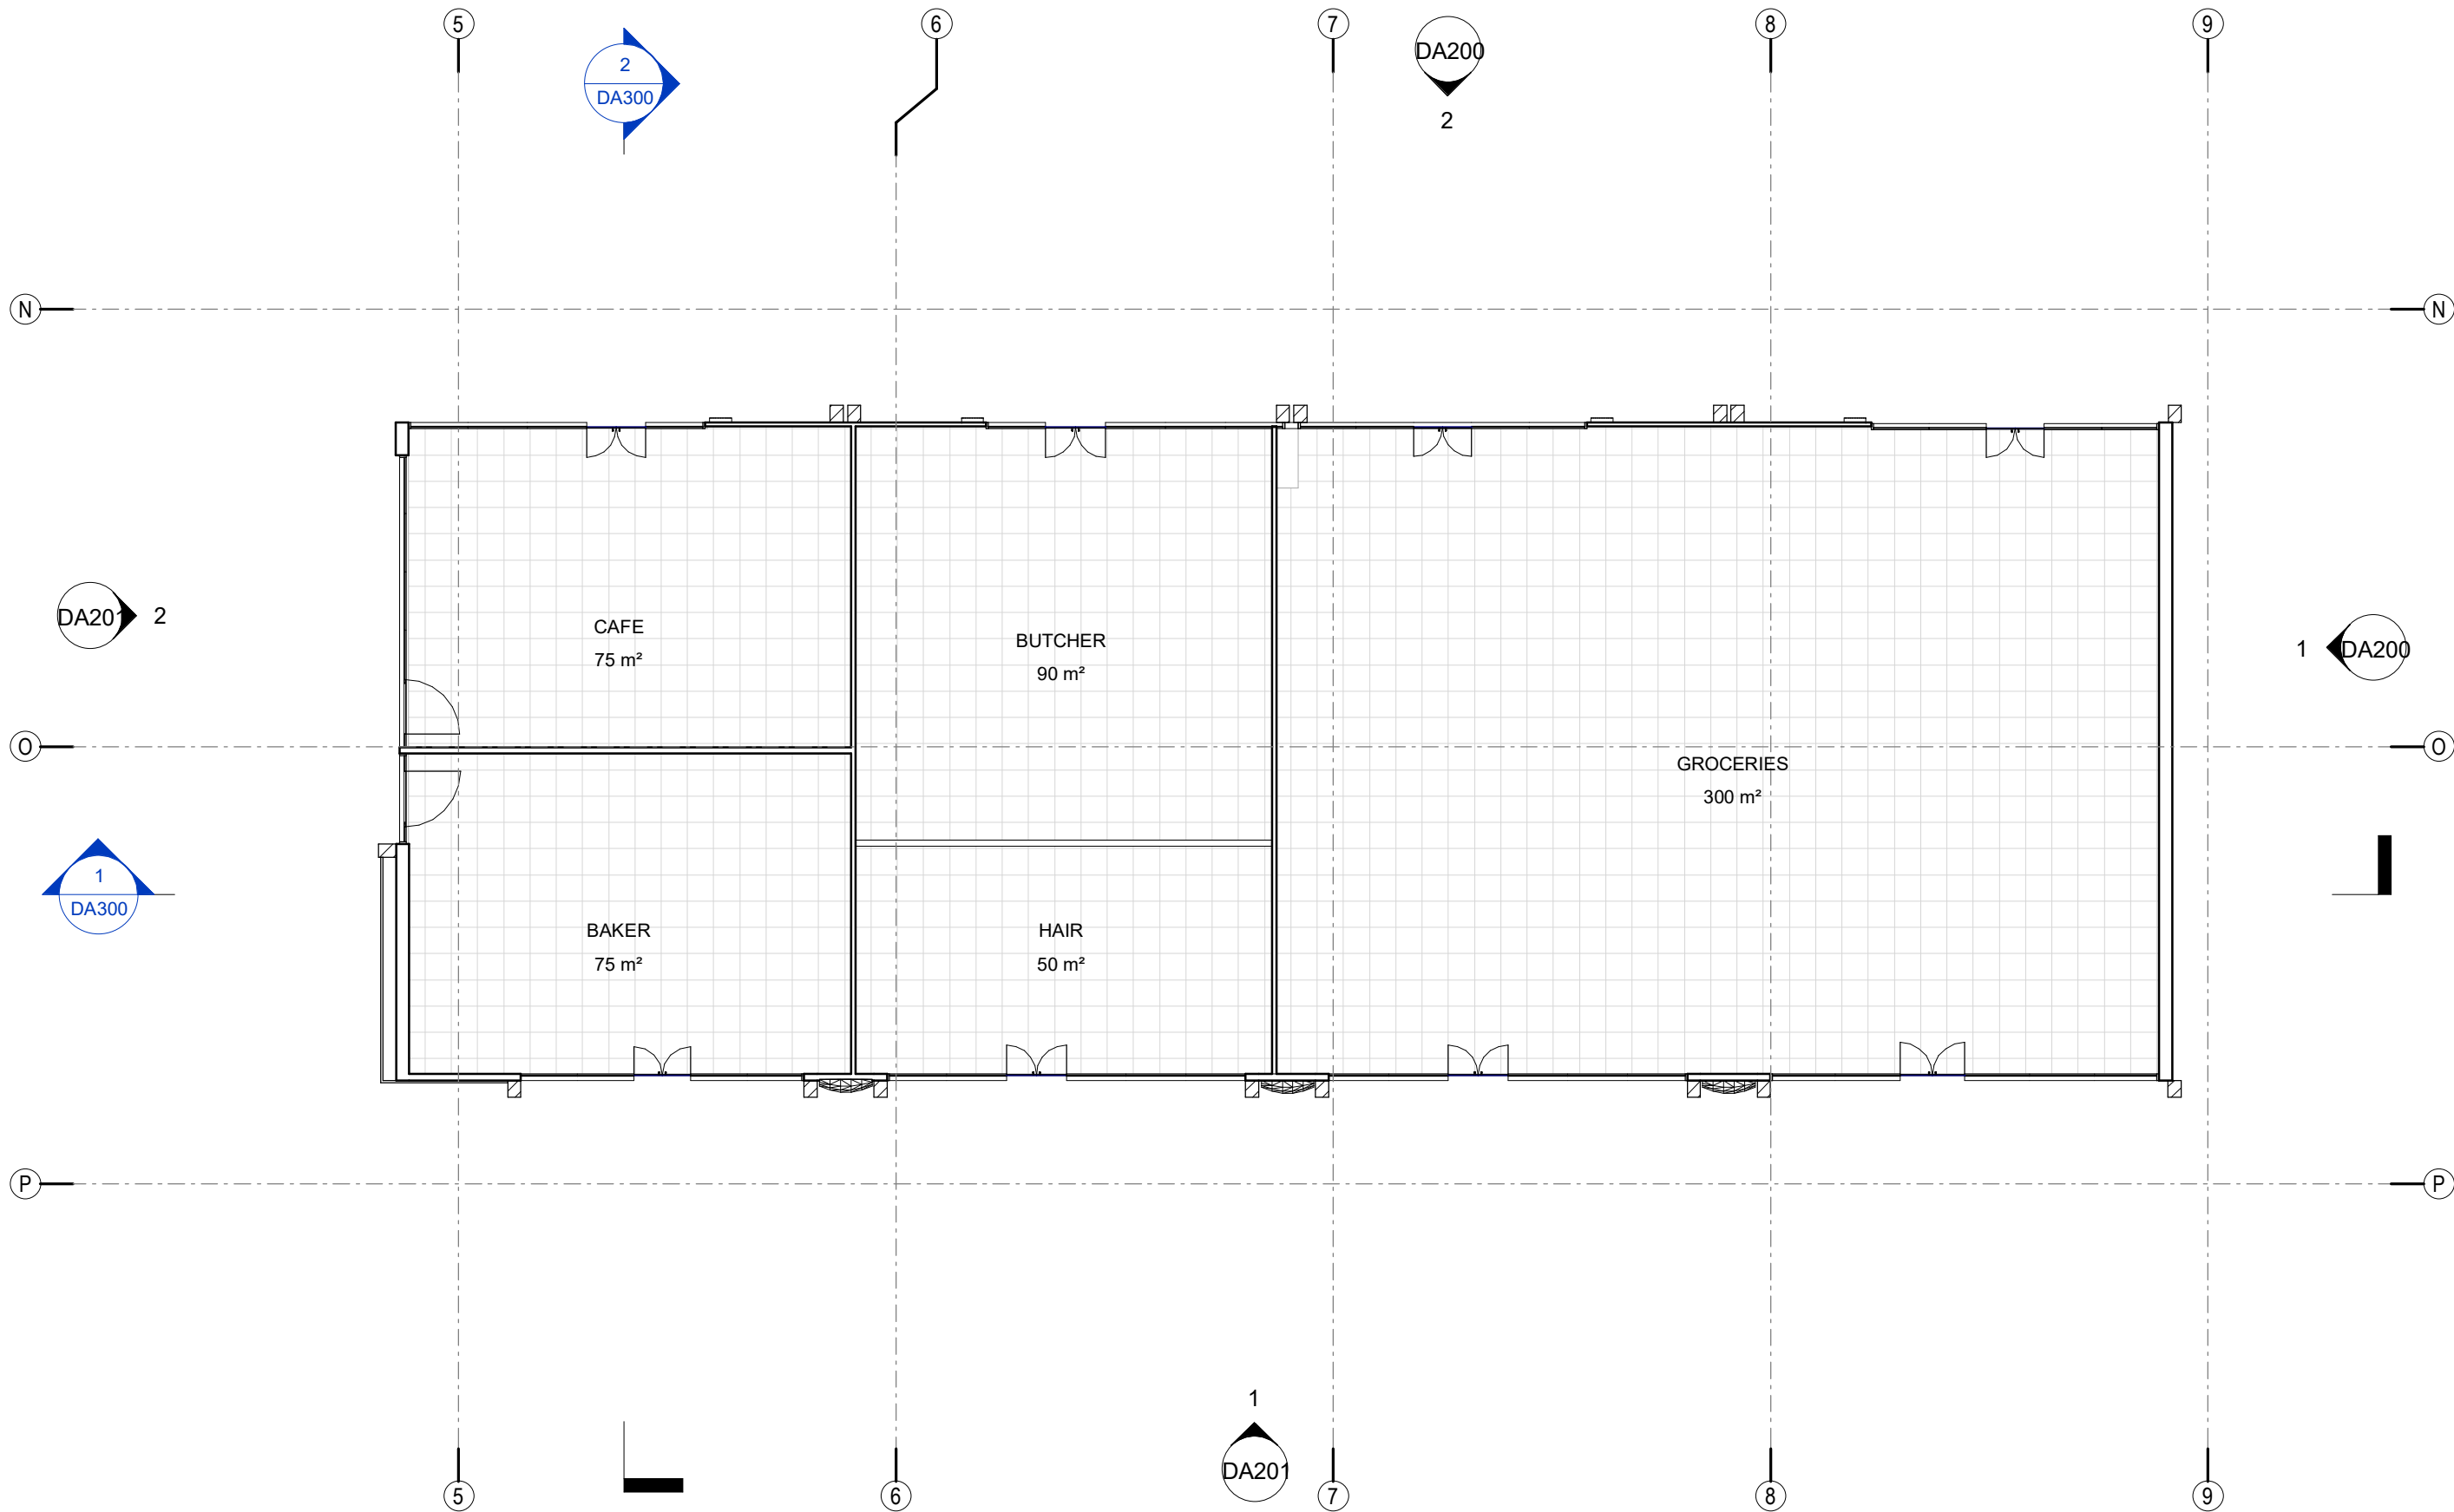 5
6
7
8
9
2
DA300
DA200
2
N
N
CAFE
75 m²
BUTCHER
90 m²
DA201
2
1
DA200
O
O
GROCERIES
300 m²
1
DA300
BAKER
75 m²
HAIR
50 m²
P
P
1
DA201
5
6
7
8
9